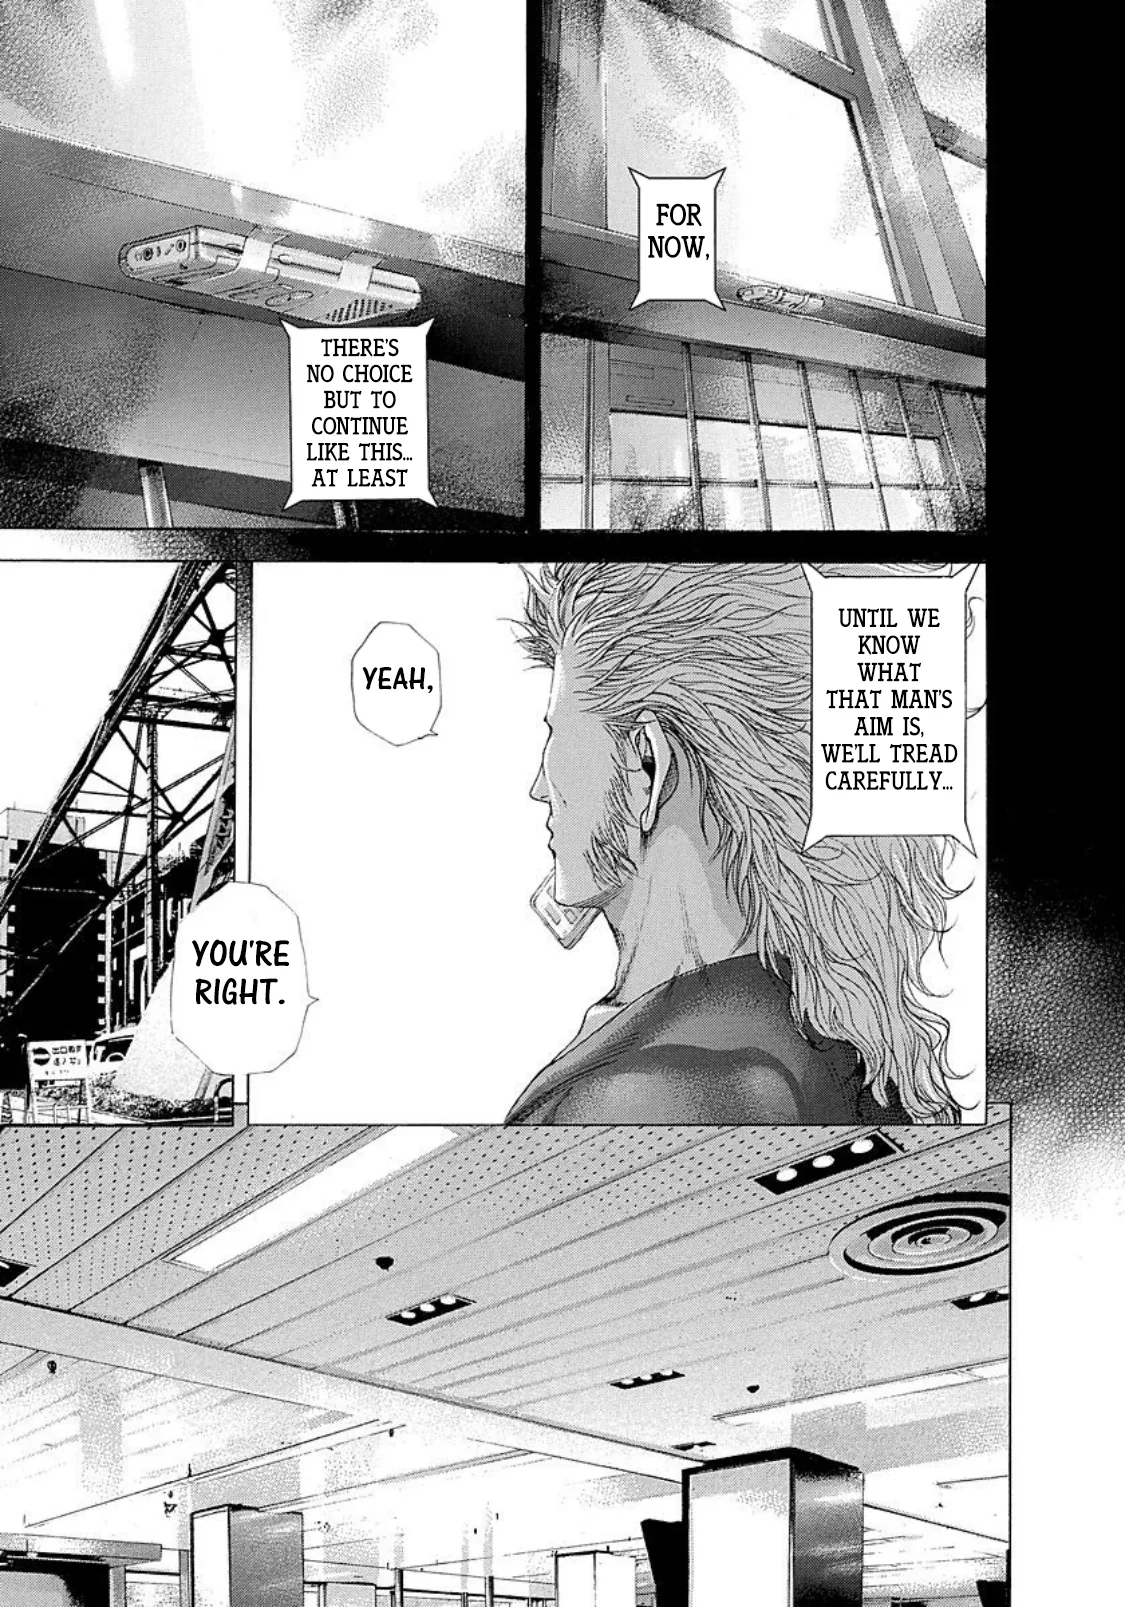 FOR
NOW,
THERE'S
NO CHOICE
BUT TO
CONTINUE
LIKE THIS...
AT LEAST
UNTIL WE
KNOW
WHAT
THAT MAN'S
AIM IS,
WE'LL TREAD
CAREFULLY...
YEAH,
YOU'RE
RIGHT.